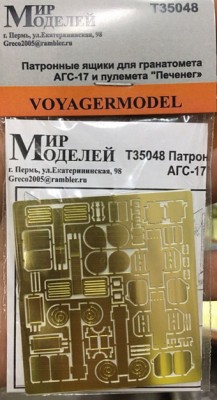 Мир
Моделей
T35048
г. Пермь, ул.Екатерининская, 98
Greco2005@rambler.ru
Патронные ящики для гранатомета
АГС-17 и пулемета "Печенег"
VOYAGERMODEL
Мир
Моделей
г. Пермь, ул.Екатерининская, 98
Greco2005@rambler.ru
T35048 Патрон
АГС-17